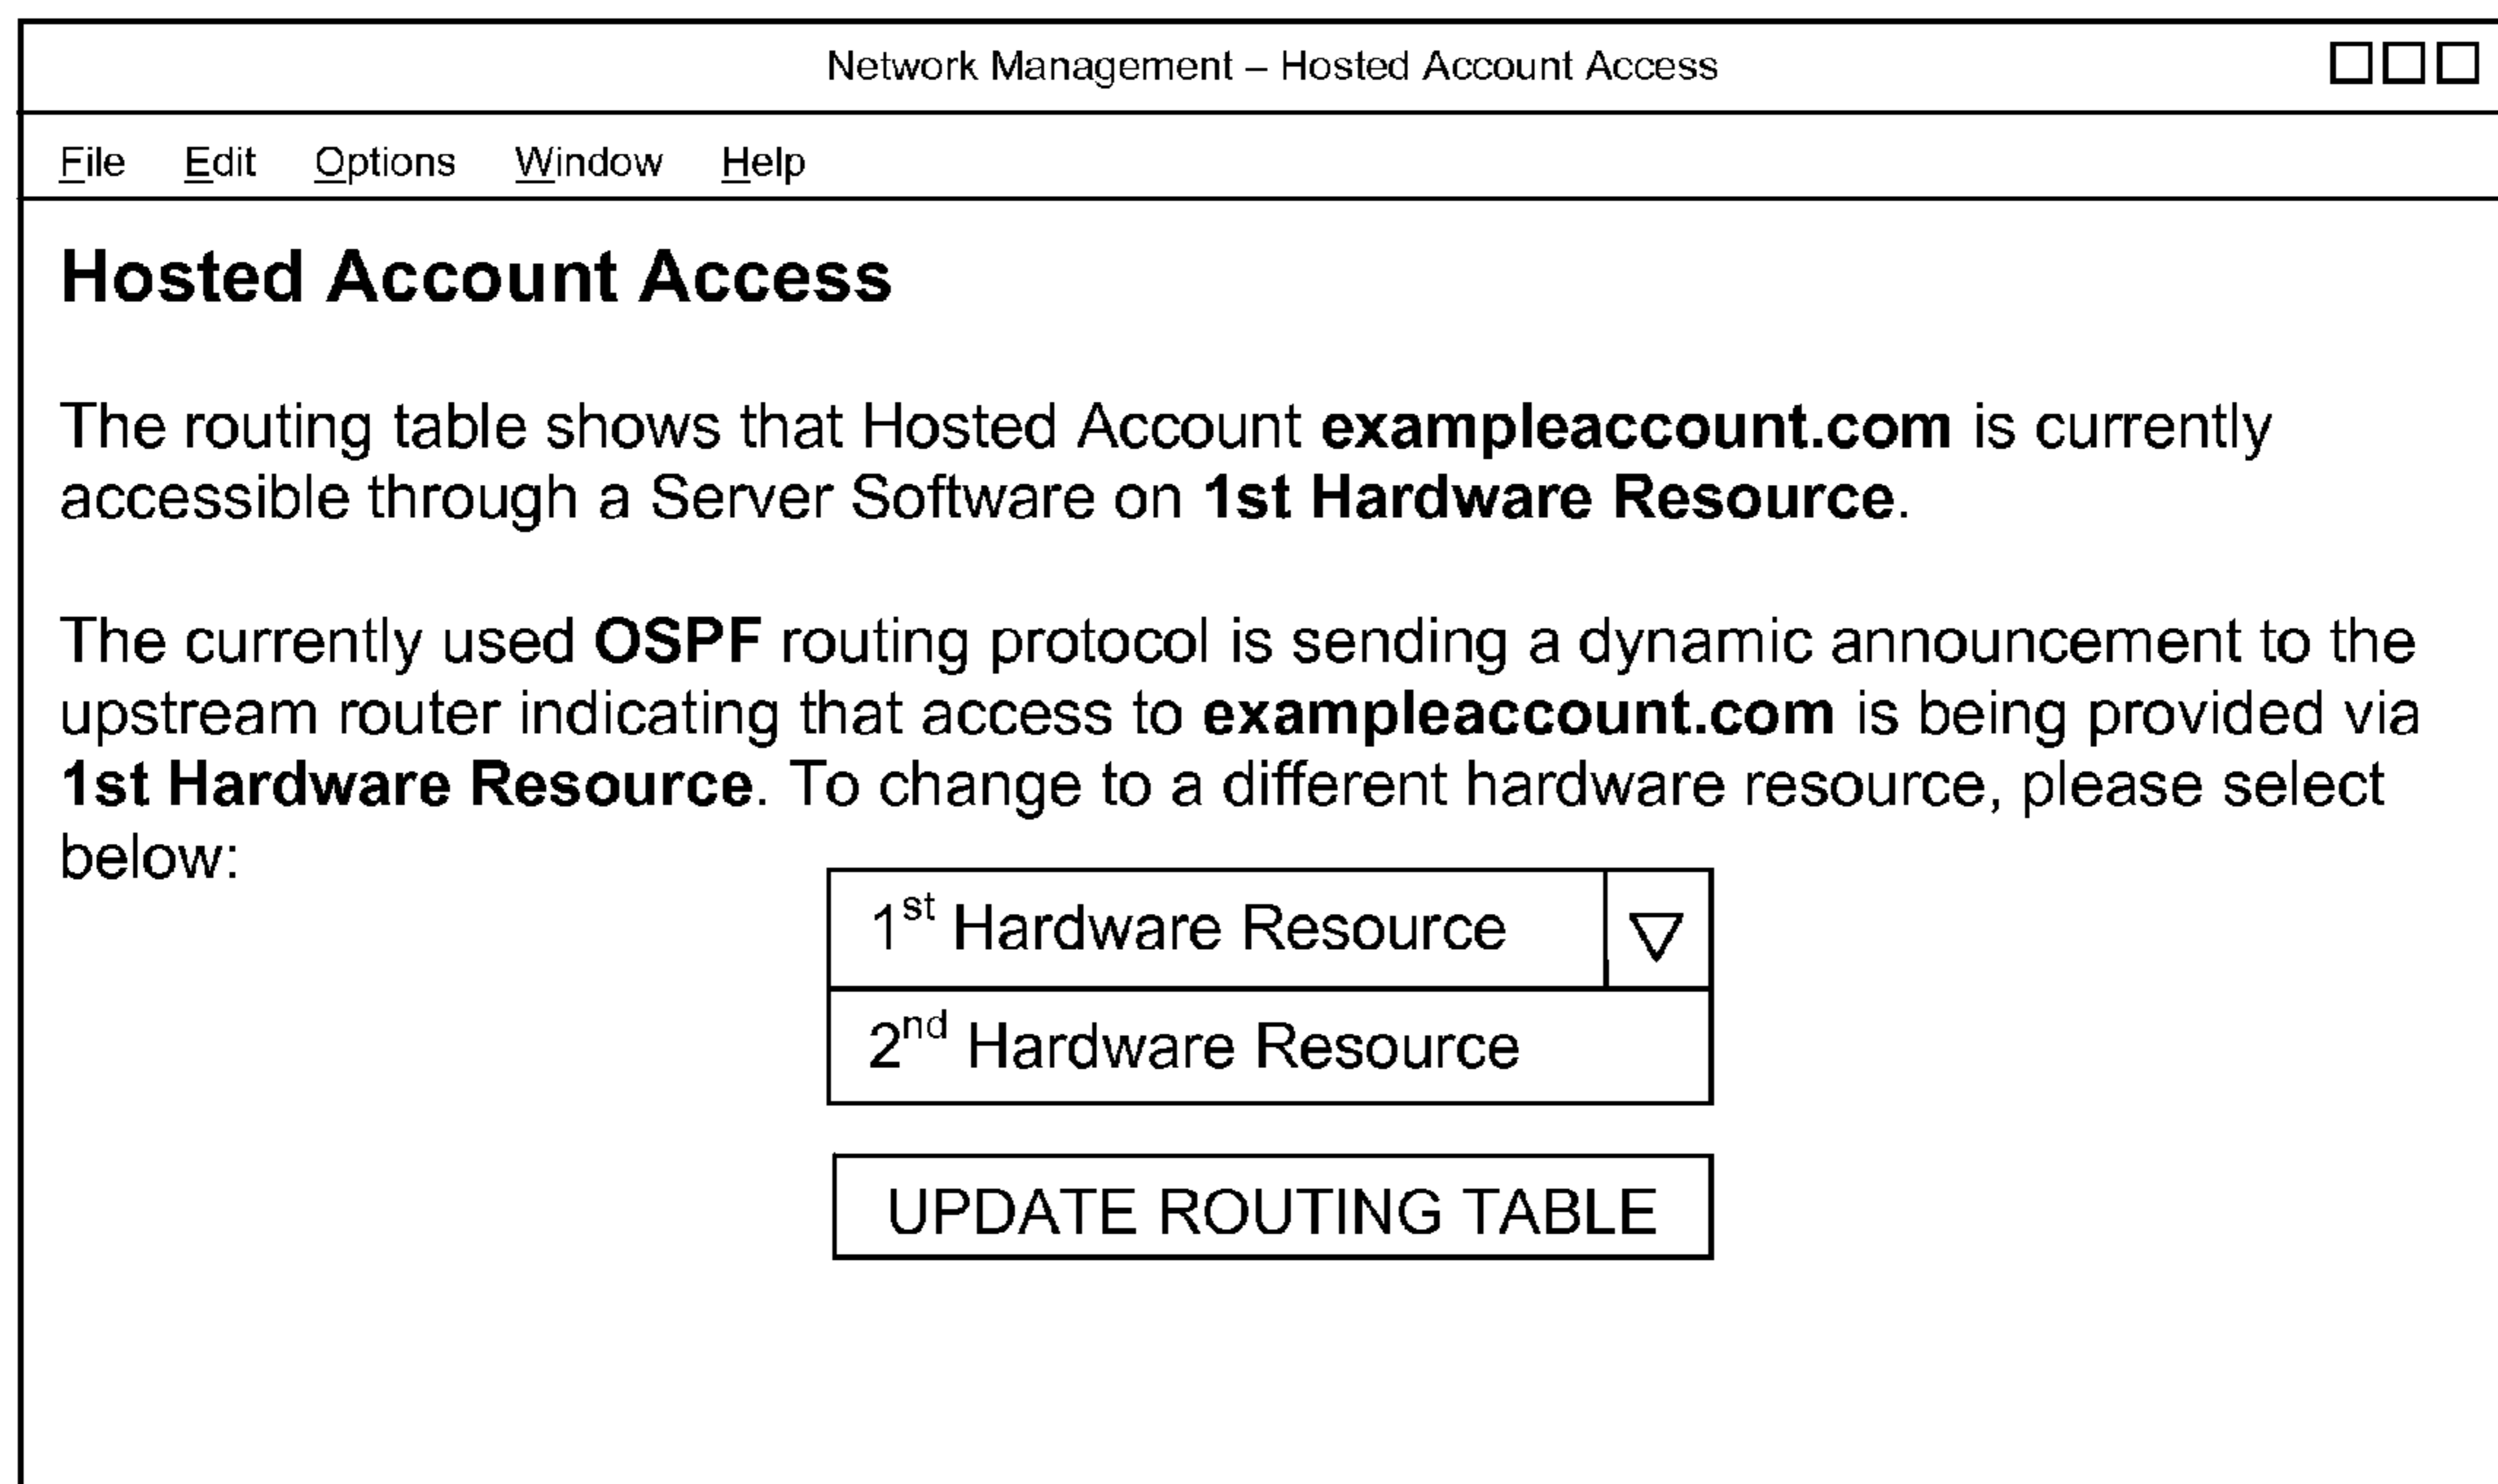 Network Management – Hosted Account Access
File Edit Options Window Help
Hosted Account Access
The routing table shows that Hosted Account exampleaccount.com is currently
accessible through a Server Software on 1st Hardware Resource.
The currently used OSPF routing protocol is sending a dynamic announcement to the
upstream router indicating that access to exampleaccount.com is being provided via
1st Hardware Resource. To change to a different hardware resource, please select
below:
1st Hardware Resource
2nd Hardware Resource
UPDATE ROUTING TABLE